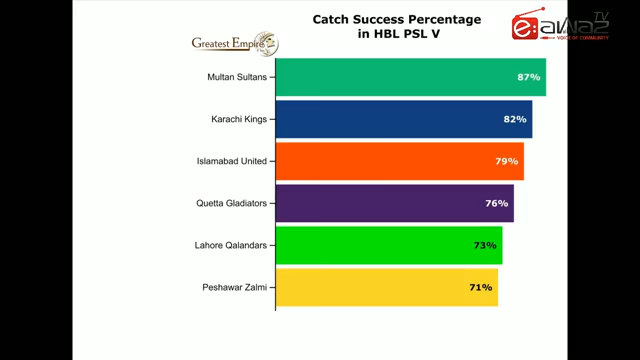 Catch Success Percentage
in HBL PSL V
Greatest Empire
e:awaz TV
VOICE OF COMMUNITY
Multan Sultans 87%
Karachi Kings 82%
Islamabad United 79%
Quetta Gladiators 76%
Lahore Qalandars 73%
Peshawar Zalmi 71%